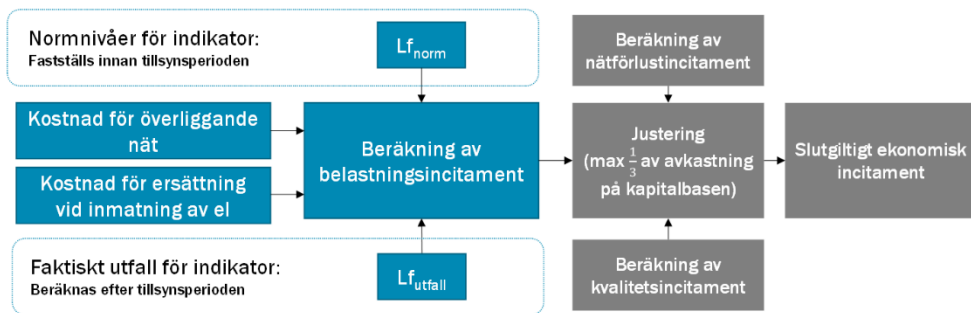 Normnivåer för indikator:
Fastställs innan tillsynsperioden
Lf_norm
Beräkning av
nätförlustincitament
Kostnad för överliggande
nät
Kostnad för ersättning
vid inmatning av el
Beräkning av
belastningsincitament
Justering
(max 1/3 av avkastning
på kapitalbasen)
Slutgiltigt ekonomisk
incitament
Faktiskt utfall för indikator:
Beräknas efter tillsynsperioden
Lf_utfall
Beräkning av
kvalitetsincitament